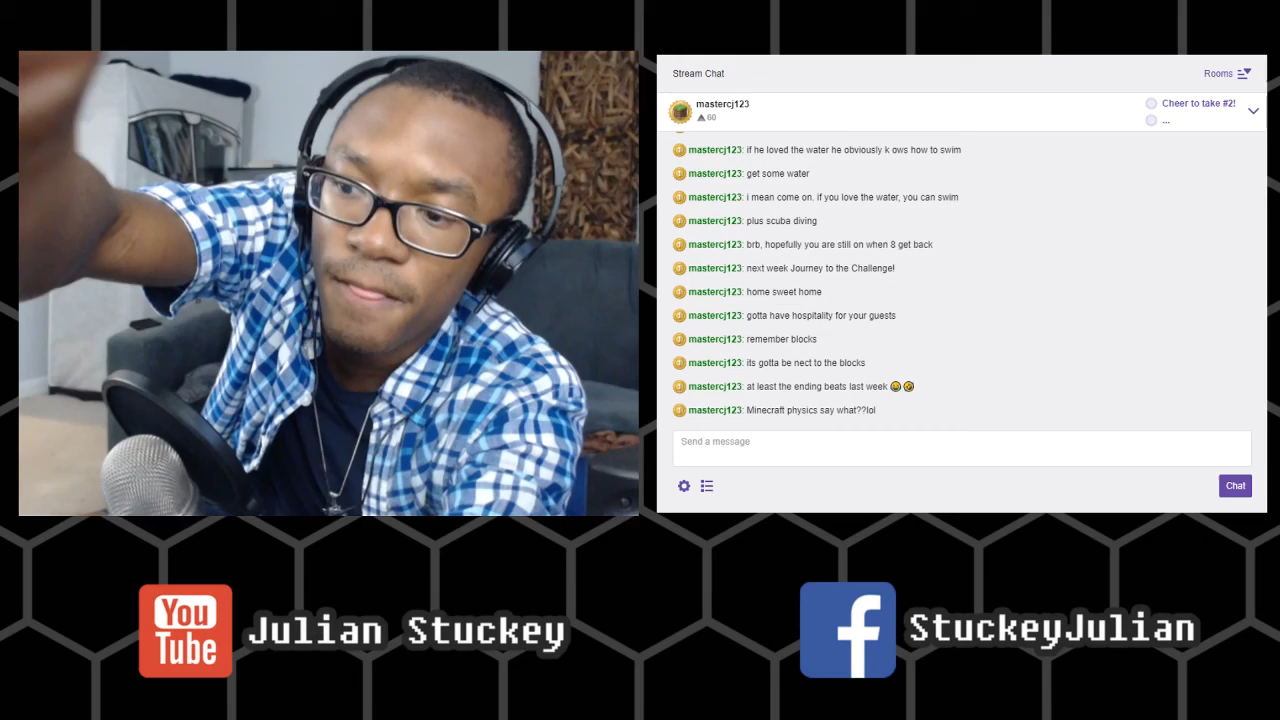 Stream Chat
Rooms
mastercj123
60
Cheer to take #2!
...
mastercj123: if he loved the water he obviously k ows how to swim
mastercj123: get some water
mastercj123: i mean come on. if you love the water, you can swim
mastercj123: plus scuba diving
mastercj123: brb, hopefully you are still on when 8 get back
mastercj123: next week Journey to the Challenge!
mastercj123: home sweet home
mastercj123: gotta have hospitality for your guests
mastercj123: remember blocks
mastercj123: its gotta be nect to the blocks
mastercj123: at least the ending beats last week
mastercj123: Minecraft physics say what??lol
Send a message
Chat
You
Tube
Julian Stuckey
f
StuckeyJulian